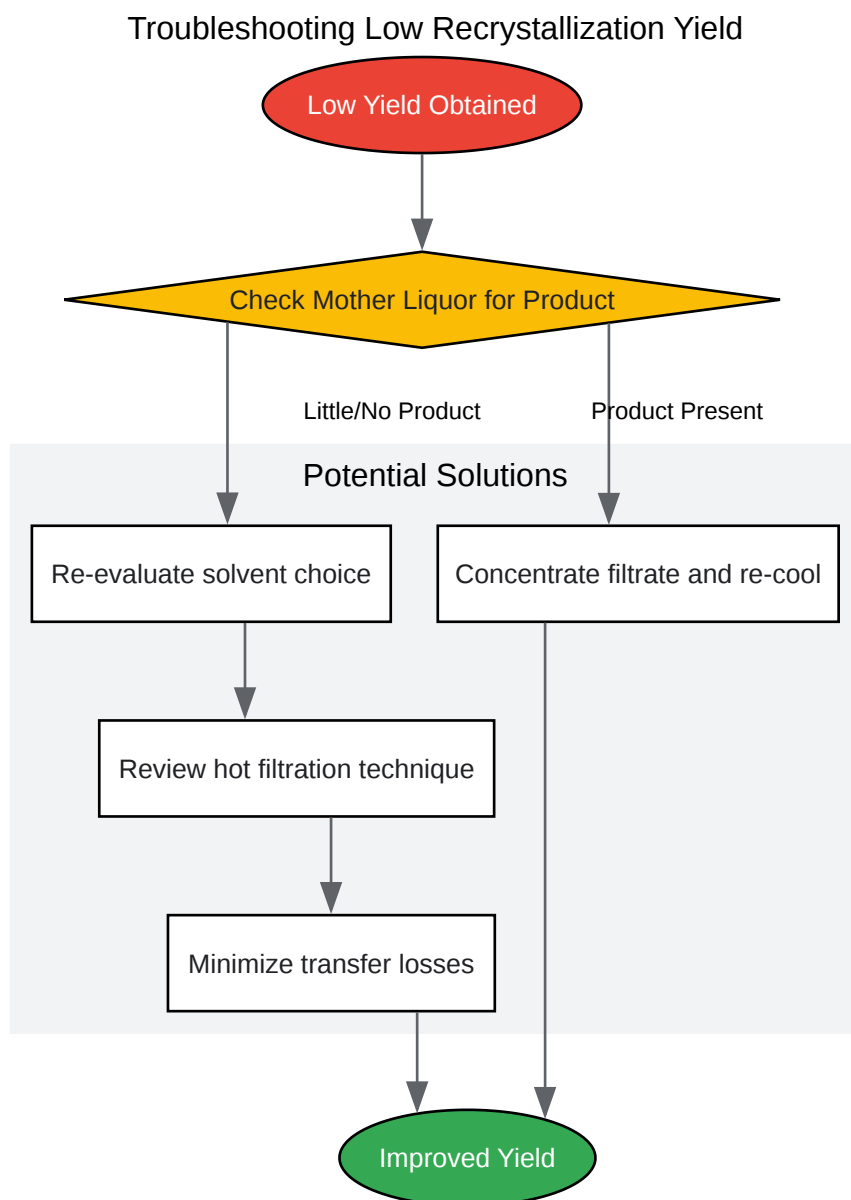 Troubleshooting Low Recrystallization Yield
Low Yield Obtained
Check Mother Liquor for Product
Little/No Product
Product Present
Potential Solutions
Re-evaluate solvent choice
Concentrate filtrate and re-cool
Review hot filtration technique
Minimize transfer losses
Improved Yield